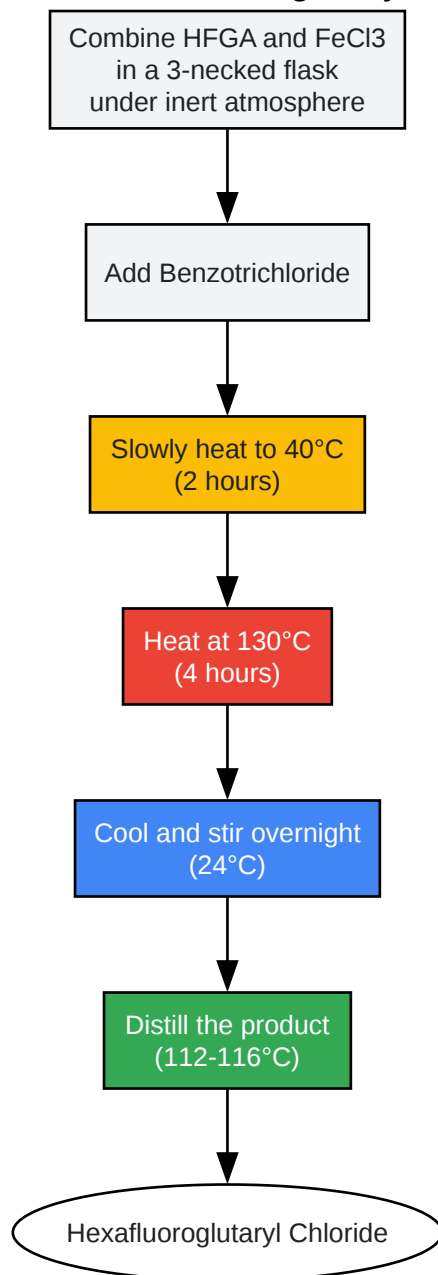 Combine HFGA and FeCl3
in a 3-necked flask
under inert atmosphere
Add Benzotrichloride
Slowly heat to 40°C
(2 hours)
Heat at 130°C
(4 hours)
Cool and stir overnight
(24°C)
Distill the product
(112-116°C)
Hexafluoroglutaryl Chloride